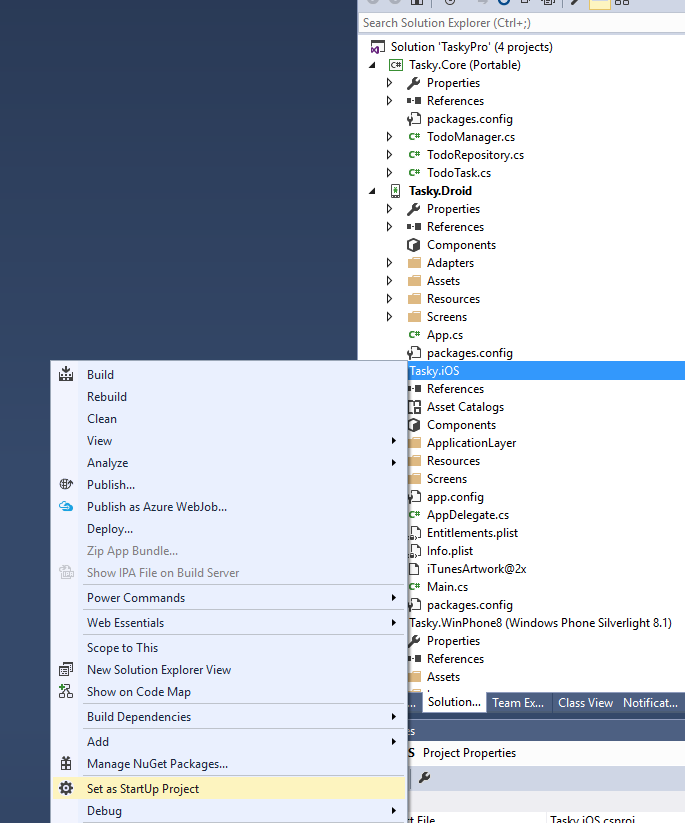 Search Solution Explorer (Ctrl+;)
Solution 'TaskyPro' (4 projects)
C# Tasky.Core (Portable)
Properties
References
packages.config
C# TodoManager.cs
C# TodoRepository.cs
C# TodoTask.cs
Tasky.Droid
Properties
References
Components
Adapters
Assets
Resources
Screens
C# App.cs
packages.config
Tasky.iOS
References
Asset Catalogs
Components
ApplicationLayer
Resources
Screens
app.config
C# AppDelegate.cs
Entitlements.plist
Info.plist
iTunesArtwork@2x
C# Main.cs
packages.config
Tasky.WinPhone8 (Windows Phone Silverlight 8.1)
Properties
References
Assets
... Solution... Team Ex... Class View Notificat...
es
S Project Properties
t File Tasky.iOS.csproj
Build
Rebuild
Clean
View
Analyze
Publish...
Publish as Azure WebJob...
Deploy...
Zip App Bundle...
Show IPA File on Build Server
Power Commands
Web Essentials
Scope to This
New Solution Explorer View
Show on Code Map
Build Dependencies
Add
Manage NuGet Packages...
Set as StartUp Project
Debug